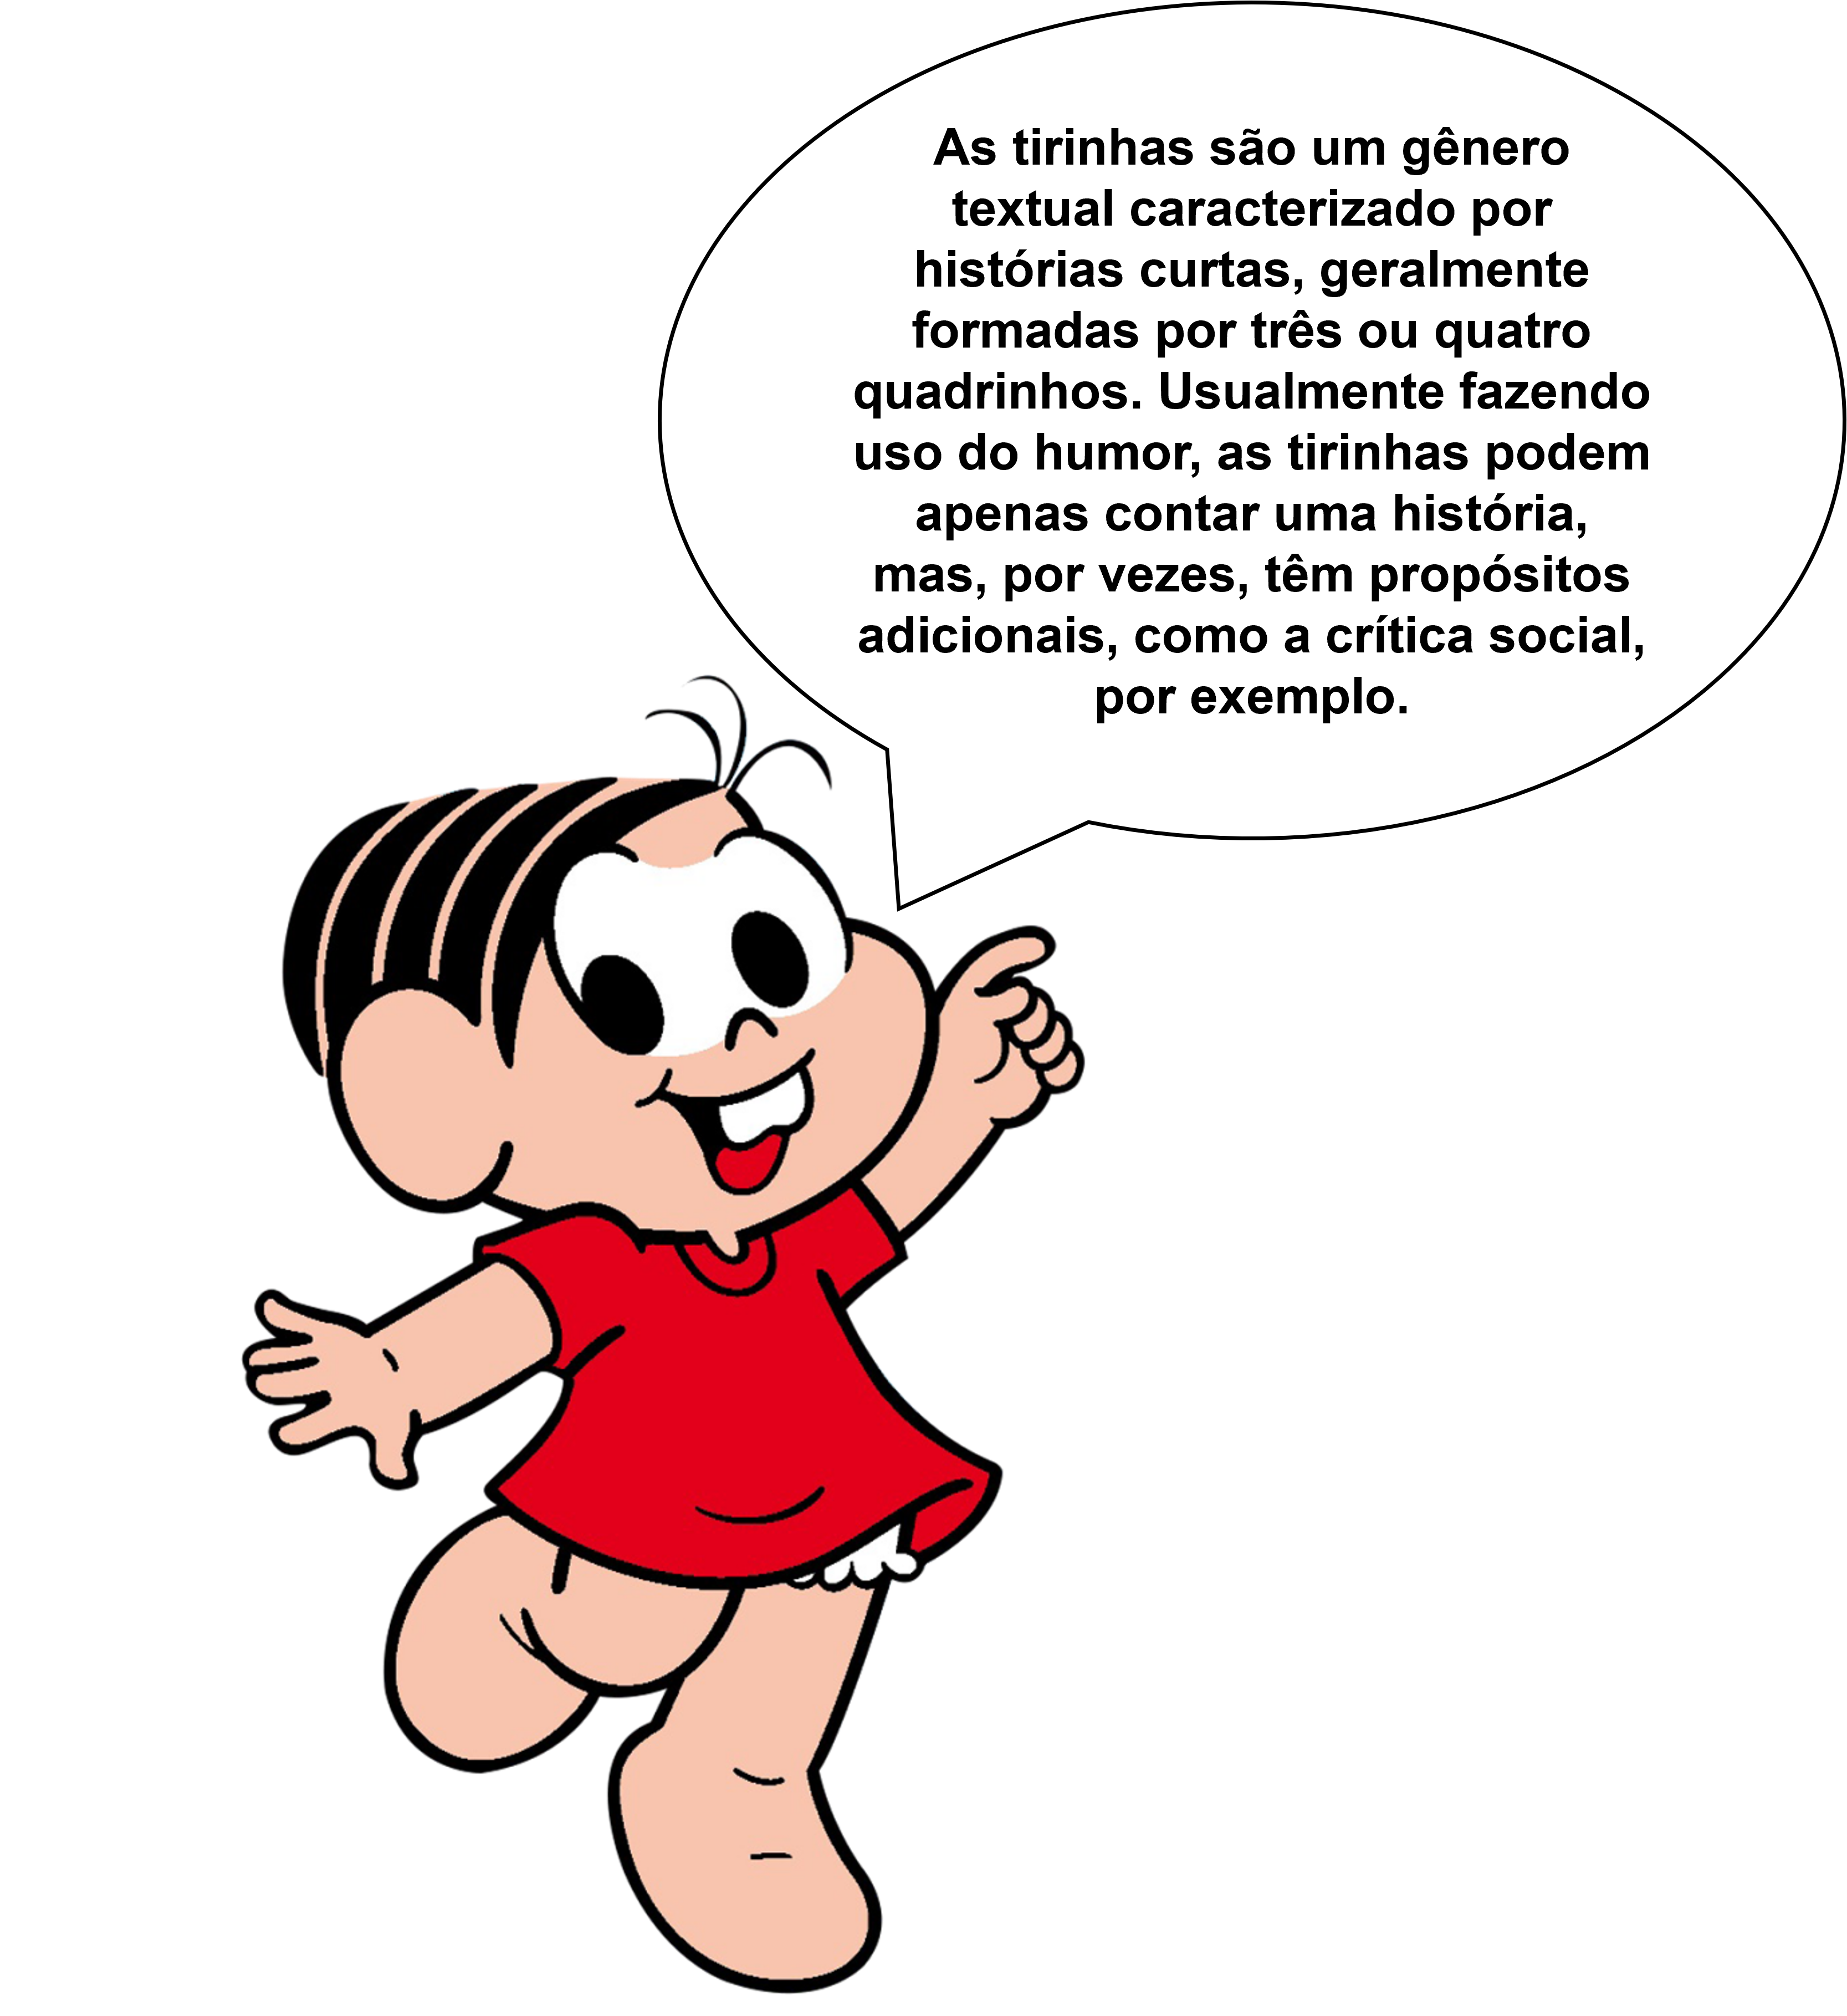 As tirinhas são um gênero
textual caracterizado por
histórias curtas, geralmente
formadas por três ou quatro
quadrinhos. Usualmente fazendo
uso do humor, as tirinhas podem
apenas contar uma história,
mas, por vezes, têm propósitos
adicionais, como a crítica social,
por exemplo.